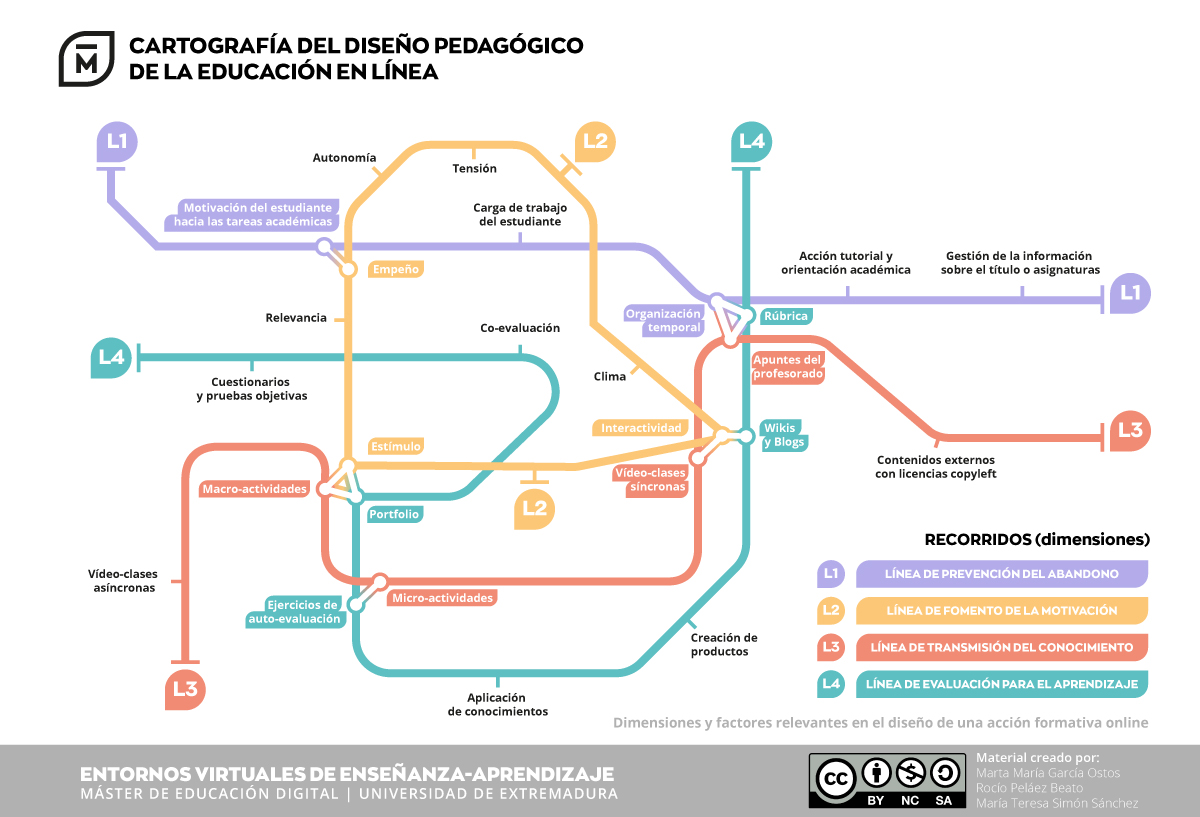 M
CARTOGRAFÍA DEL DISEÑO PEDAGÓGICO
DE LA EDUCACIÓN EN LÍNEA
L1
L2
L4
Autonomía
Tensión
Motivación del estudiante
hacia las tareas académicas
Carga de trabajo
del estudiante
Empeño
Acción tutorial y
orientación académica
Gestión de la información
sobre el título o asignaturas
L1
Organización
temporal
Rúbrica
Relevancia
Co-evaluación
L4
Cuestionarios
y pruebas objetivas
Clima
Apuntes del
profesorado
Interactividad
Wikis
y Blogs
L3
Estímulo
Macro-actividades
Vídeo-clases
síncronas
Contenidos externos
con licencias copyleft
Portfolio
L2
Vídeo-clases
asíncronas
Ejercicios de
auto-evaluación
Micro-actividades
Creación de
productos
L3
Aplicación
de conocimientos
RECORRIDOS (dimensiones)
L1 LÍNEA DE PREVENCIÓN DEL ABANDONO
L2 LÍNEA DE FOMENTO DE LA MOTIVACIÓN
L3 LÍNEA DE TRANSMISIÓN DEL CONOCIMIENTO
L4 LÍNEA DE EVALUACIÓN PARA EL APRENDIZAJE
Dimensiones y factores relevantes en el diseño de una acción formativa online
ENTORNOS VIRTUALES DE ENSEÑANZA-APRENDIZAJE
MÁSTER DE EDUCACIÓN DIGITAL | UNIVERSIDAD DE EXTREMADURA
CC
BY NC SA
Material creado por:
Marta María García Ostos
Rocío Peláez Beato
María Teresa Simón Sánchez